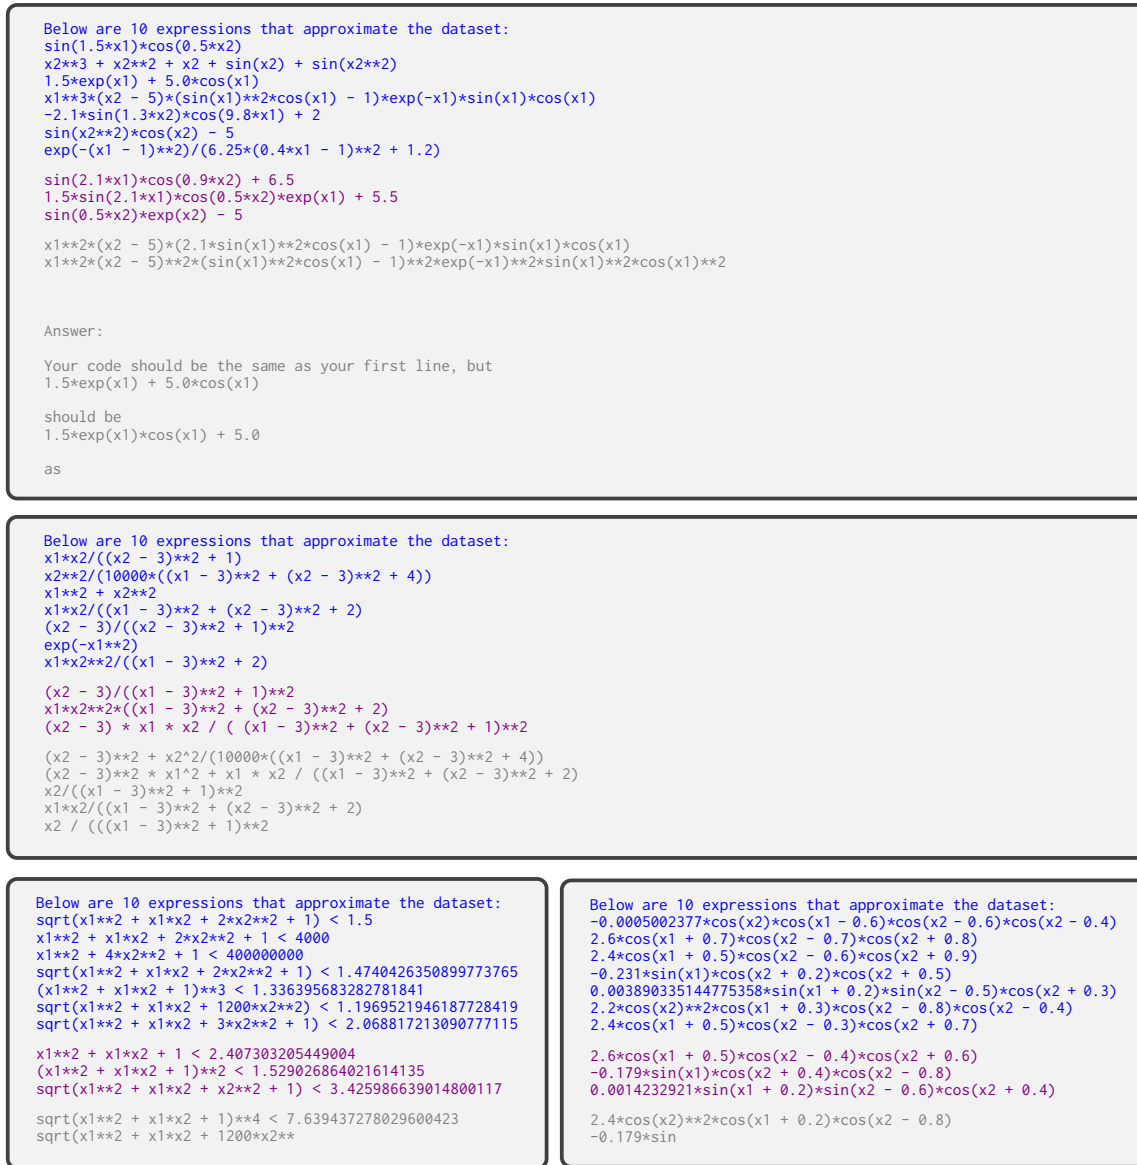 Below are 10 expressions that approximate the dataset:
sin(1.5*x1)*cos(0.5*x2)
x2**3 + x2**2 + x2 + sin(x2) + sin(x2**2)
1.5*exp(x1) + 5.0*cos(x1)
x1**3*(x2 - 5)*(sin(x1)**2*cos(x1) - 1)*exp(-x1)*sin(x1)*cos(x1)
-2.1*sin(1.3*x2)*cos(9.8*x1) + 2
sin(x2**2)*cos(x2) - 5
exp(-(x1 - 1)**2)/(6.25*(0.4*x1 - 1)**2 + 1.2)
sin(2.1*x1)*cos(0.9*x2) + 6.5
1.5*sin(2.1*x1)*cos(0.5*x2)*exp(x1) + 5.5
sin(0.5*x2)*exp(x2) - 5
x1**2*(x2 - 5)*(2.1*sin(x1)**2*cos(x1) - 1)*exp(-x1)*sin(x1)*cos(x1)
x1**2*(x2 - 5)**2*(sin(x1)**2*cos(x1) - 1)**2*exp(-x1)**2*sin(x1)**2*cos(x1)**2
Answer:
Your code should be the same as your first line, but
1.5*exp(x1) + 5.0*cos(x1)
should be
1.5*exp(x1)*cos(x1) + 5.0
as
Below are 10 expressions that approximate the dataset:
x1*x2/((x2 - 3)**2 + 1)
x2**2/(10000*((x1 - 3)**2 + (x2 - 3)**2 + 4))
x1**2 + x2**2
x1*x2/((x1 - 3)**2 + (x2 - 3)**2 + 2)
(x2 - 3)/((x2 - 3)**2 + 1)**2
exp(-x1**2)
x1*x2**2/((x1 - 3)**2 + 2)
(x2 - 3)/((x1 - 3)**2 + 1)**2
x1*x2**2*((x1 - 3)**2 + (x2 - 3)**2 + 2)
(x2 - 3) * x1 * x2 / ( (x1 - 3)**2 + (x2 - 3)**2 + 1)**2
(x2 - 3)**2 + x2^2/(10000*((x1 - 3)**2 + (x2 - 3)**2 + 4))
(x2 - 3)**2 * x1^2 + x1 * x2 / ((x1 - 3)**2 + (x2 - 3)**2 + 2)
x2/((x1 - 3)**2 + 1)**2
x1*x2/((x1 - 3)**2 + (x2 - 3)**2 + 2)
x2 / (((x1 - 3)**2 + 1)**2
Below are 10 expressions that approximate the dataset:
sqrt(x1**2 + x1*x2 + 2*x2**2 + 1) < 1.5
x1**2 + x1*x2 + 2*x2**2 + 1 < 4000
x1**2 + 4*x2**2 + 1 < 400000000
sqrt(x1**2 + x1*x2 + 2*x2**2 + 1) < 1.4740426350899773765
(x1**2 + x1*x2 + 1)**3 < 1.336395683282781841
sqrt(x1**2 + x1*x2 + 1200*x2**2) < 1.1969521946187728419
sqrt(x1**2 + x1*x2 + 3*x2**2 + 1) < 2.068817213090777115
x1**2 + x1*x2 + 1 < 2.407303205449004
(x1**2 + x1*x2 + 1)**2 < 1.529026864021614135
sqrt(x1**2 + x1*x2 + x2**2 + 1) < 3.425986639014800117
sqrt(x1**2 + x1*x2 + 1)**4 < 7.639437278029600423
sqrt(x1**2 + x1*x2 + 1200*x2**
Below are 10 expressions that approximate the dataset:
-0.0005002377*cos(x2)*cos(x1 - 0.6)*cos(x2 - 0.6)*cos(x2 - 0.4)
2.6*cos(x1 + 0.7)*cos(x2 - 0.7)*cos(x2 + 0.8)
2.4*cos(x1 + 0.5)*cos(x2 - 0.6)*cos(x2 + 0.9)
-0.231*sin(x1)*cos(x2 + 0.2)*cos(x2 + 0.5)
0.003890335144775358*sin(x1 + 0.2)*sin(x2 - 0.5)*cos(x2 + 0.3)
2.2*cos(x2)**2*cos(x1 + 0.3)*cos(x2 - 0.8)*cos(x2 - 0.4)
2.4*cos(x1 + 0.5)*cos(x2 - 0.3)*cos(x2 + 0.7)
2.6*cos(x1 + 0.5)*cos(x2 - 0.4)*cos(x2 + 0.6)
-0.179*sin(x1)*cos(x2 + 0.4)*cos(x2 - 0.8)
0.0014232921*sin(x1 + 0.2)*sin(x2 - 0.6)*cos(x2 + 0.4)
2.4*cos(x2)**2*cos(x1 + 0.2)*cos(x2 - 0.8)
-0.179*sin